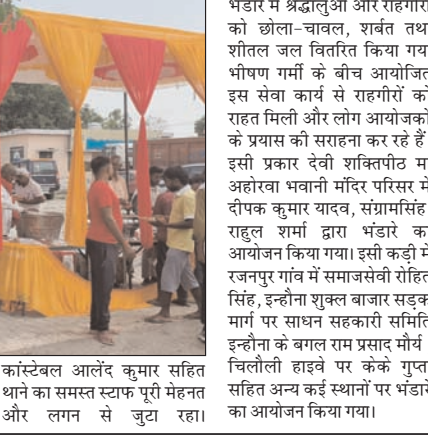 कांस्टेबल आलेंद कुमार सहित
थाने का समस्त स्टाफ पूरी मेहनत
और लगन से जुटा रहा।
भंडारे में श्रद्धालुओं और राहगीरों
को छोला-चावल, शर्बत तथ
शीतल जल वितरित किया गय
भीषण गर्मी के बीच आयोजित
इस सेवा कार्य से राहगीरों को
राहत मिली और लोग आयोजको
के प्रयास की सराहना कर रहे हैं
इसी प्रकार देवी शक्तिपीठ म
अहोरवा भवानी मंदिर परिसर में
दीपक कुमार यादव, संग्रामसिंह
राहुल शर्मा द्वारा भंडारे क
आयोजन किया गया। इसी कड़ी में
रजनपुर गांव में समाजसेवी रोहित
सिंह, इन्हौना शुक्ल बाजार सड़क
मार्ग पर साधन सहकारी समिति
इन्हौना के बगल राम प्रसाद मौर्य
चिलौली हाइवे पर केके गुप्त
सहित अन्य कई स्थानों पर भंडारे
का आयोजन किया गया।